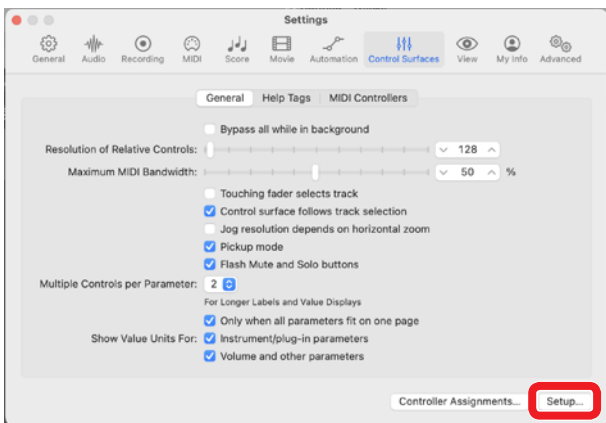 Settings
General Audio Recording MIDI Score Movie Automation Control Surfaces View My Info Advanced
General Help Tags MIDI Controllers
Bypass all while in background
Resolution of Relative Controls: 128
Maximum MIDI Bandwidth: 50 %
Touching fader selects track
Control surface follows track selection
Jog resolution depends on horizontal zoom
Pickup mode
Flash Mute and Solo buttons
Multiple Controls per Parameter: 2
For Longer Labels and Value Displays
Only when all parameters fit on one page
Show Value Units For: Instrument/plug-in parameters
Volume and other parameters
Controller Assignments... Setup...